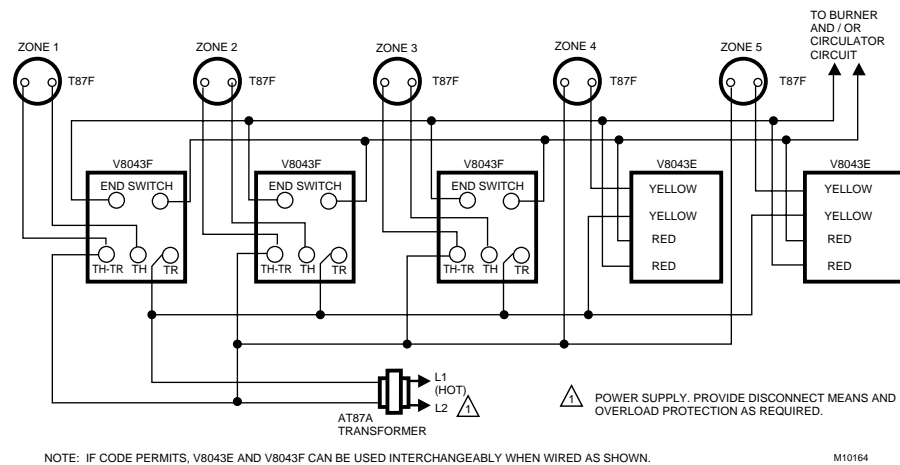 TO BURNER
AND / OR
CIRCULATOR
CIRCUIT
ZONE 1
ZONE 2
ZONE 3
ZONE 4
ZONE 5
T87F
T87F
T87F
T87F
T87F
V8043F
V8043F
V8043F
V8043E
V8043E
END SWITCH
END SWITCH
END SWITCH
YELLOW
YELLOW
RED
RED
YELLOW
YELLOW
RED
RED
TH-TR TH TR
TH-TR TH TR
TH-TR TH TR
L1
(HOT)
L2
1
AT87A
TRANSFORMER
1 POWER SUPPLY. PROVIDE DISCONNECT MEANS AND
OVERLOAD PROTECTION AS REQUIRED.
NOTE: IF CODE PERMITS, V8043E AND V8043F CAN BE USED INTERCHANGEABLY WHEN WIRED AS SHOWN.
M10164